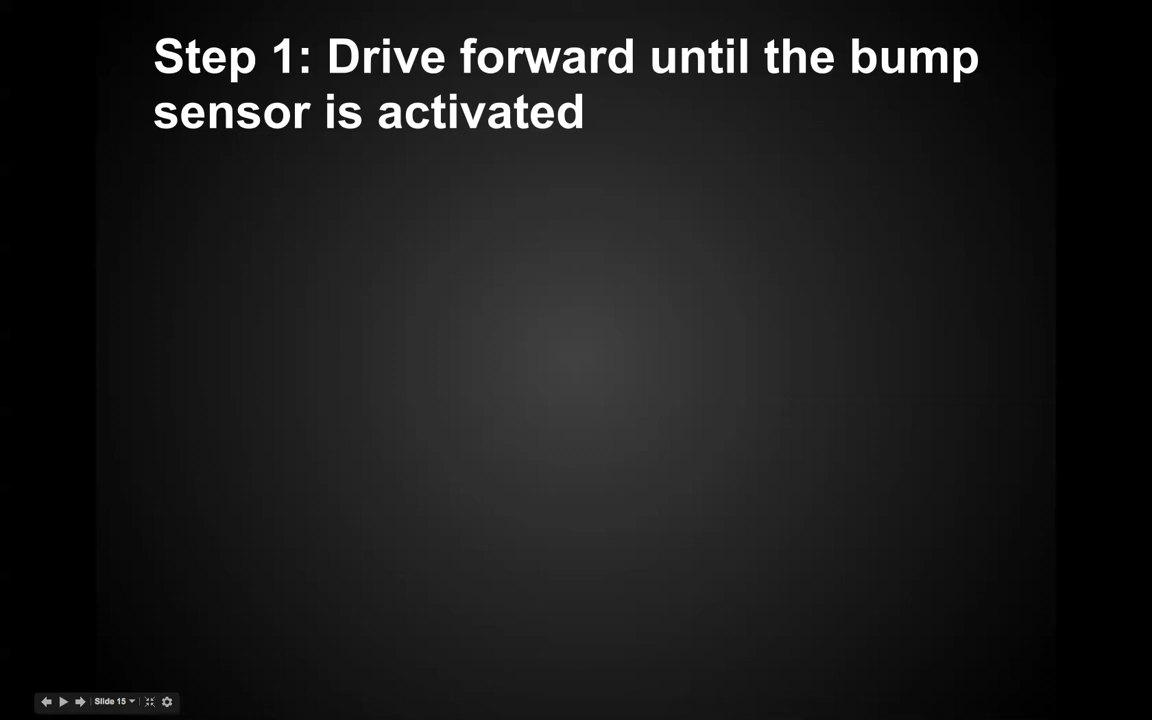 Step 1: Drive forward until the bump
sensor is activated
Slide 15